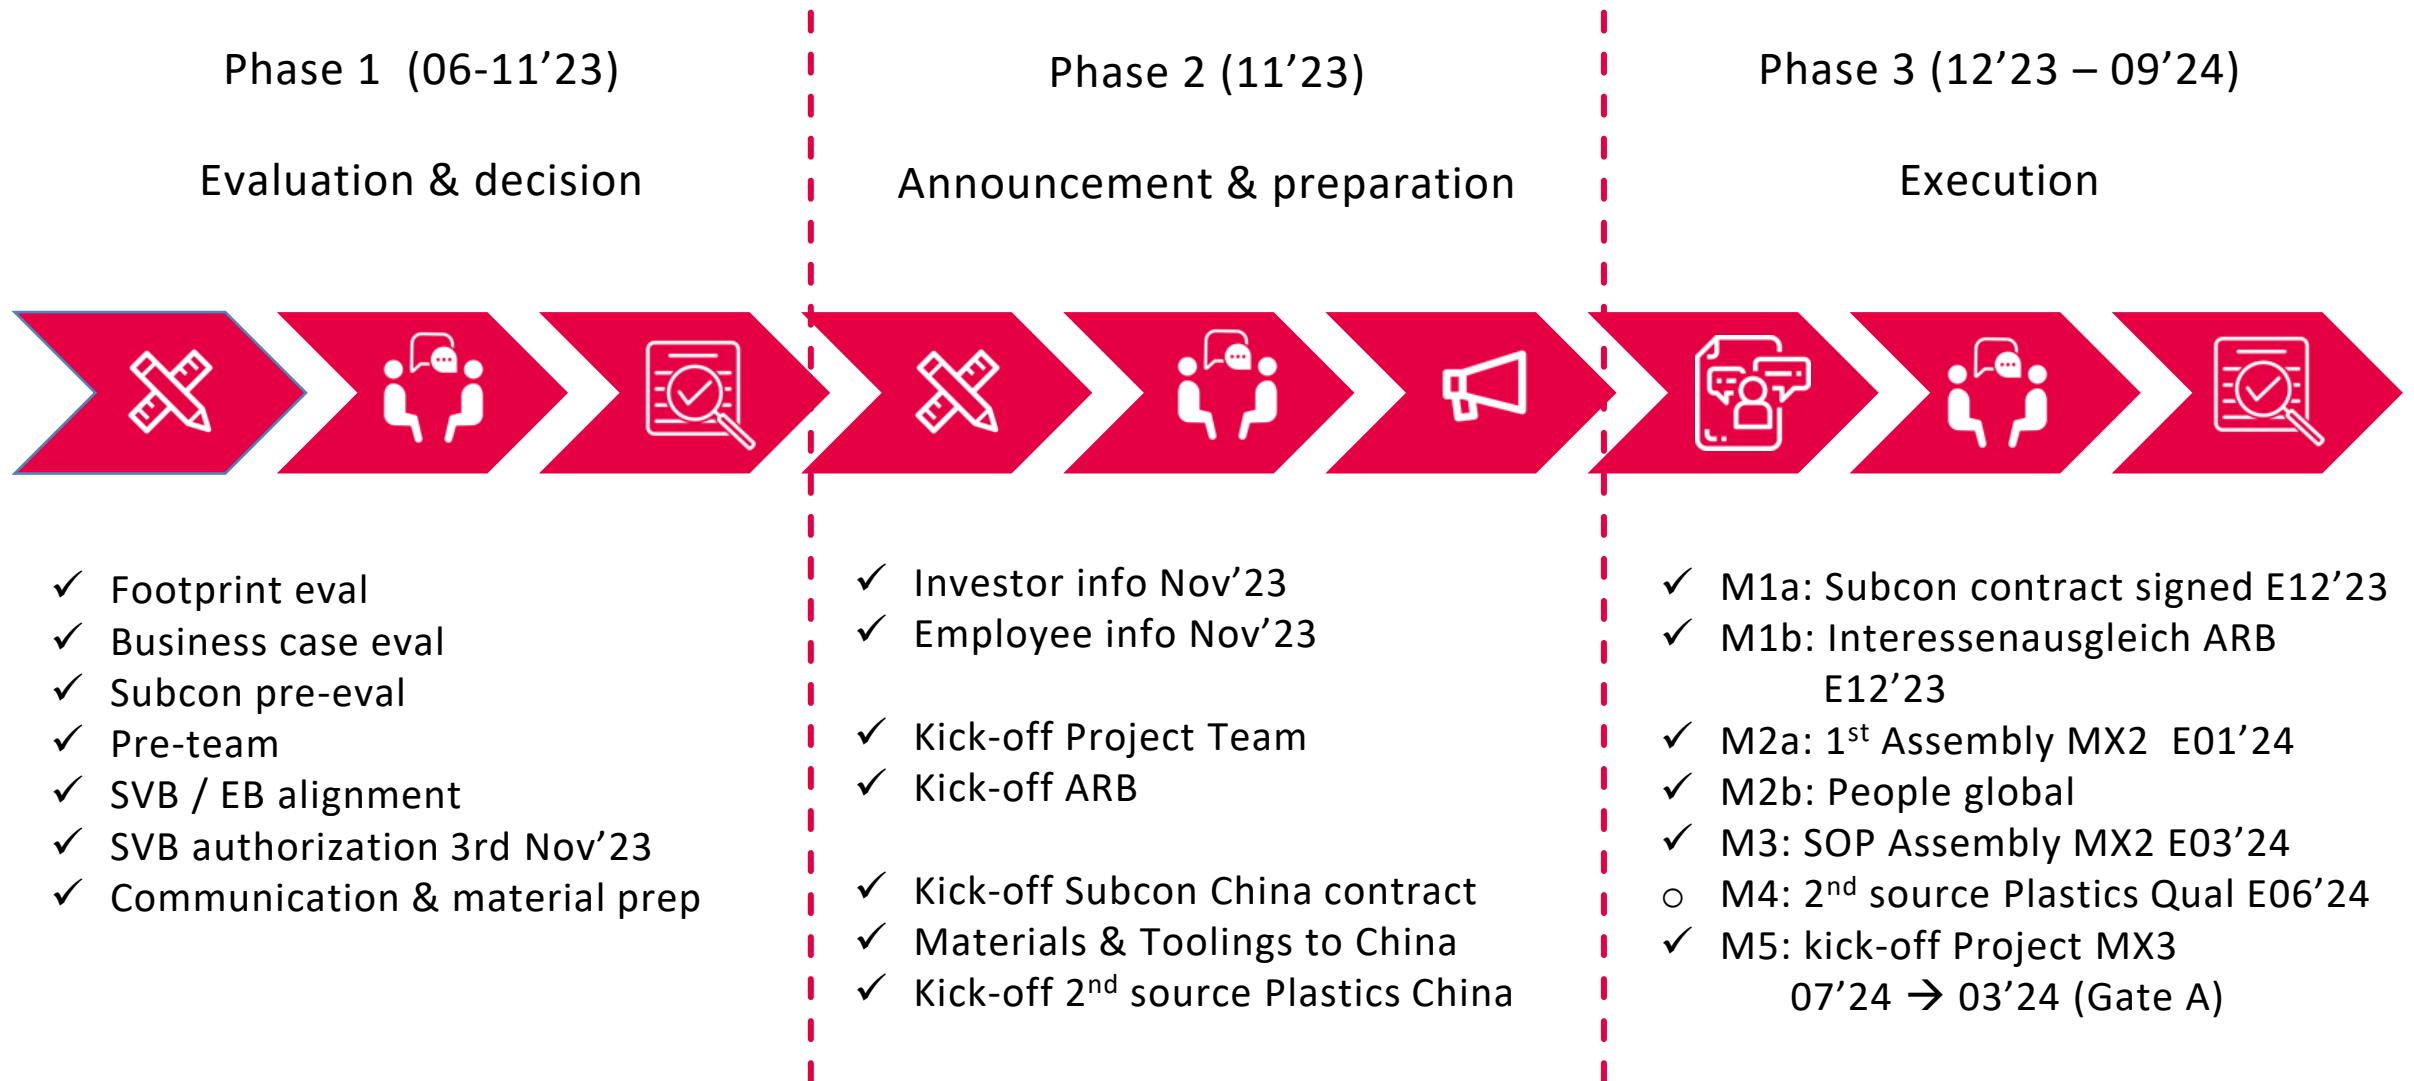 Phase 1 (06-11’23)
Evaluation & decision
✓ Footprint eval
✓ Business case eval
✓ Subcon pre-eval
✓ Pre-team
✓ SVB / EB alignment
✓ SVB authorization 3rd Nov’23
✓ Communication & material prep
Phase 2 (11’23)
Announcement & preparation
✓ Investor info Nov’23
✓ Employee info Nov’23
✓ Kick-off Project Team
✓ Kick-off ARB
✓ Kick-off Subcon China contract
✓ Materials & Toolings to China
✓ Kick-off 2nd source Plastics China
Phase 3 (12’23 – 09’24)
Execution
✓ M1a: Subcon contract signed E12’23
✓ M1b: Interessenausgleich ARB
E12’23
✓ M2a: 1st Assembly MX2 E01’24
✓ M2b: People global
✓ M3: SOP Assembly MX2 E03’24
o M4: 2nd source Plastics Qual E06’24
✓ M5: kick-off Project MX3
07’24 → 03’24 (Gate A)